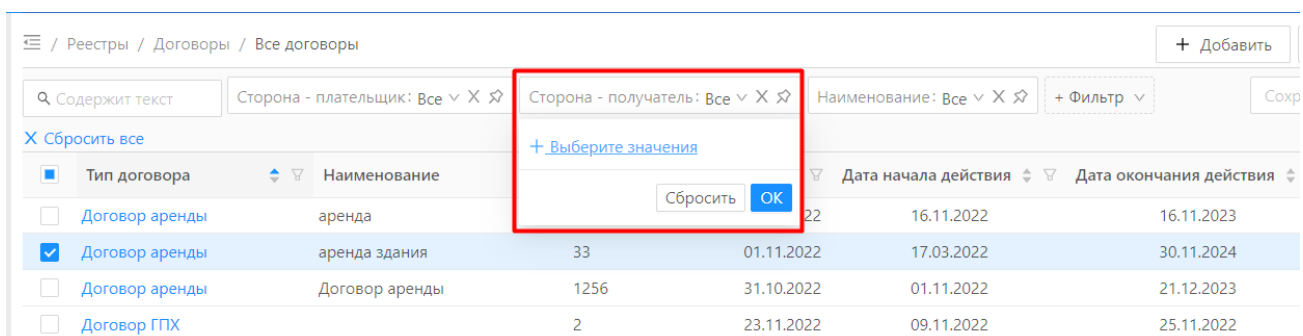 / Реестры / Договоры / Все договоры
+ Добавить
Содержит текст
Сторона - плательщик: Все
Сторона - получатель: Все
Наименование: Все
+ Фильтр
Сохр
X Сбросить все
+ Выберите значения
Сбросить OK
Тип договора Наименование Дата начала действия Дата окончания действия
Договор аренды аренда 22 16.11.2022 16.11.2023
Договор аренды аренда здания 33 01.11.2022 17.03.2022 30.11.2024
Договор аренды Договор аренды 1256 31.10.2022 01.11.2022 21.12.2023
Договор ГПХ 2 23.11.2022 09.11.2022 25.11.2022